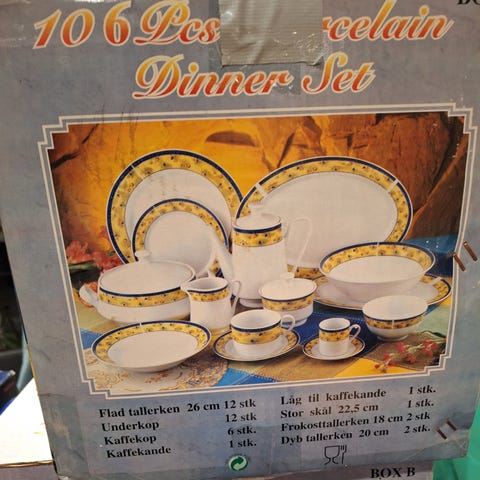 106 Pcs
Dinner Set
Flad tallerken 26 cm 12 stk
Underkop 12 stk
Kaffekop 6 stk.
Kaffekande 1 stk.
Låg til kaffekande 1 stk.
Stor skål 22,5 cm 1 stk.
Frokosttallerken 18 cm 2 stk
Dyb tallerken 20 cm 2 stk.
BOX B